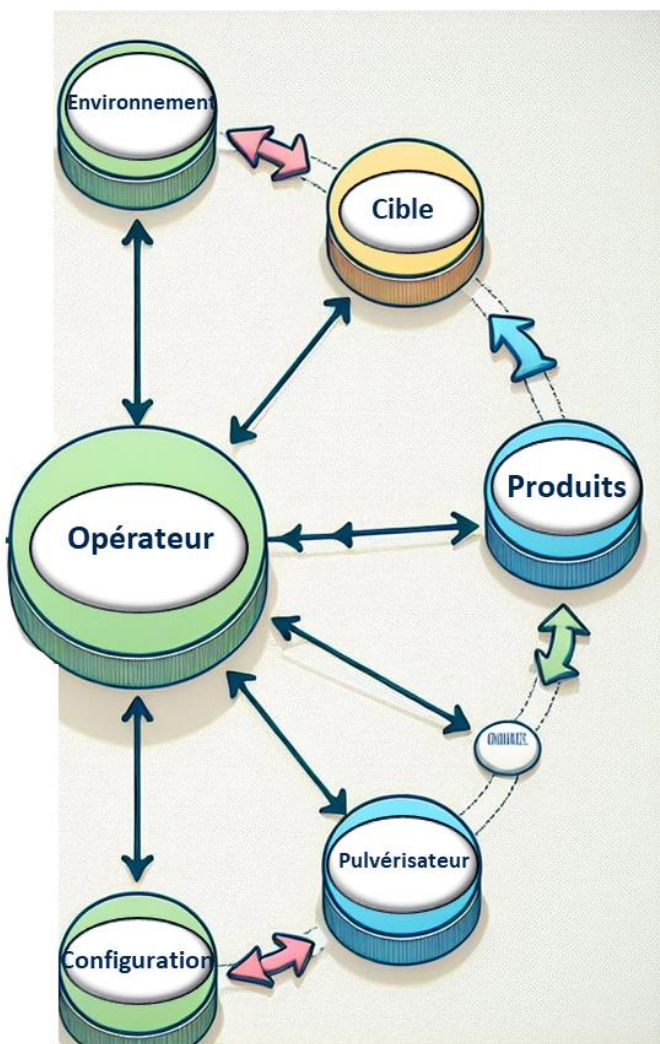 Environnement
Cible
Produits
Opérateur
Pulvérisateur
Configuration